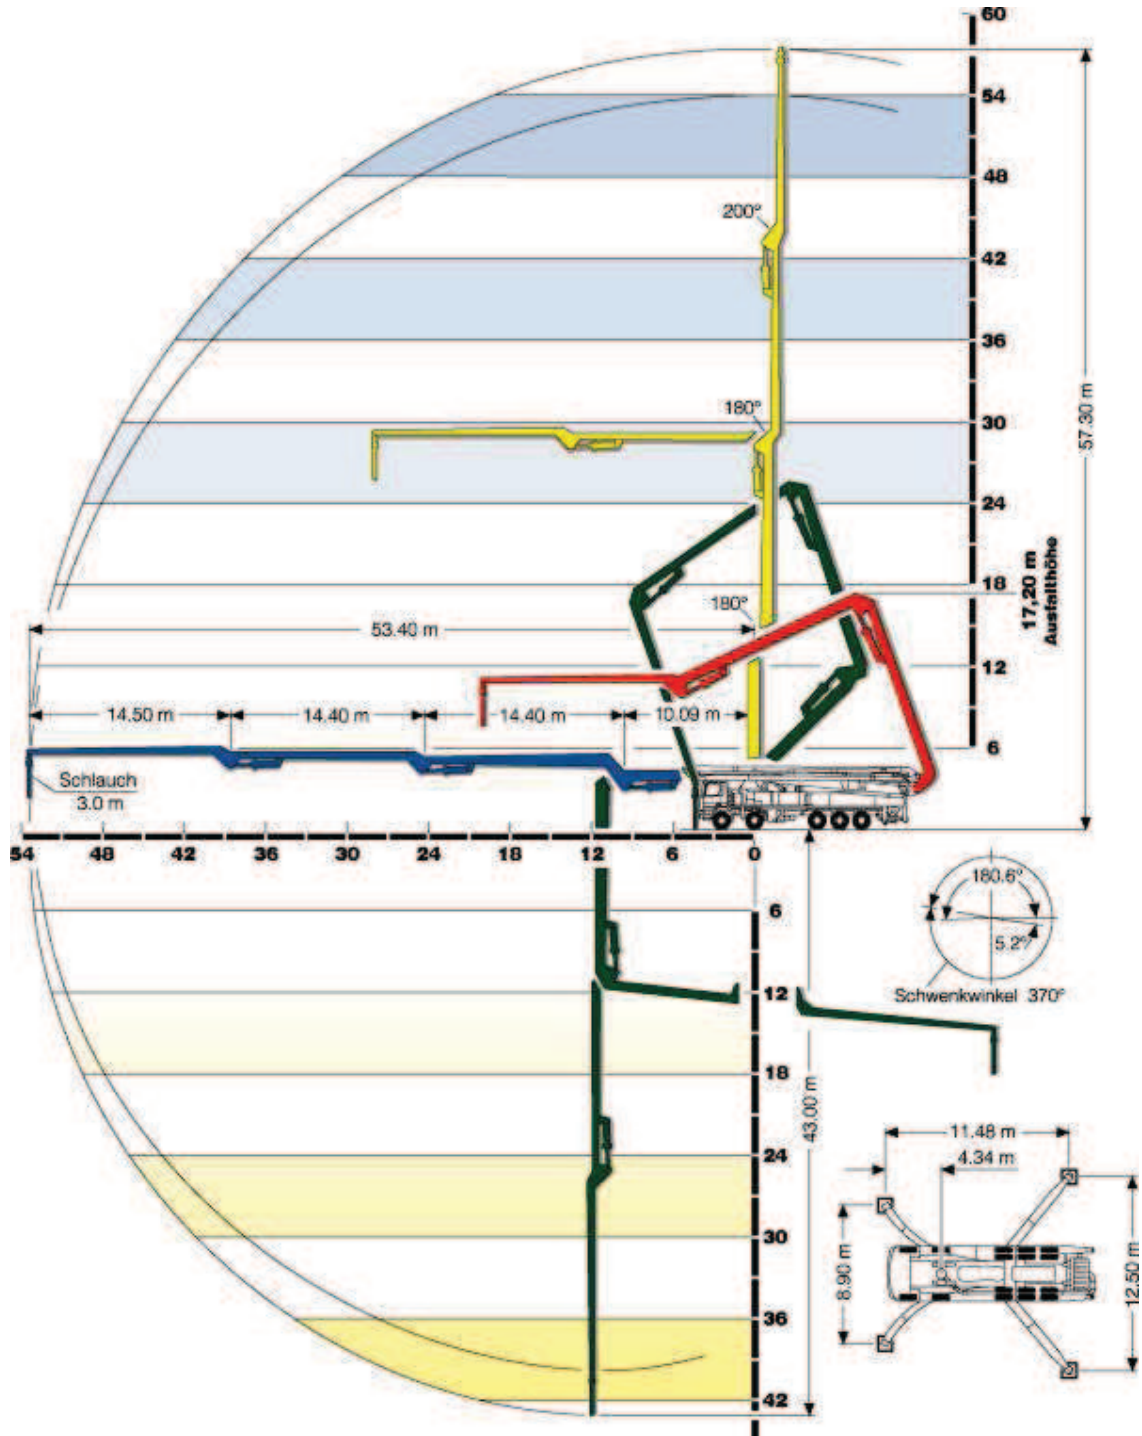 60
54
48
200°
42
36
57.30 m
180°
30
24
18
17,20 m
Ausfallhöhe
180°
53.40 m
12
14.50 m
14.40 m
14.40 m
10.09 m
6
Schlauch
3.0 m
54
48
42
36
30
24
18
12
6
0
6
180.6°
5.2°
Schwenkwinkel 370°
12
18
43.00 m
24
30
36
42
11.48 m
4.34 m
8.90 m
12.50 m